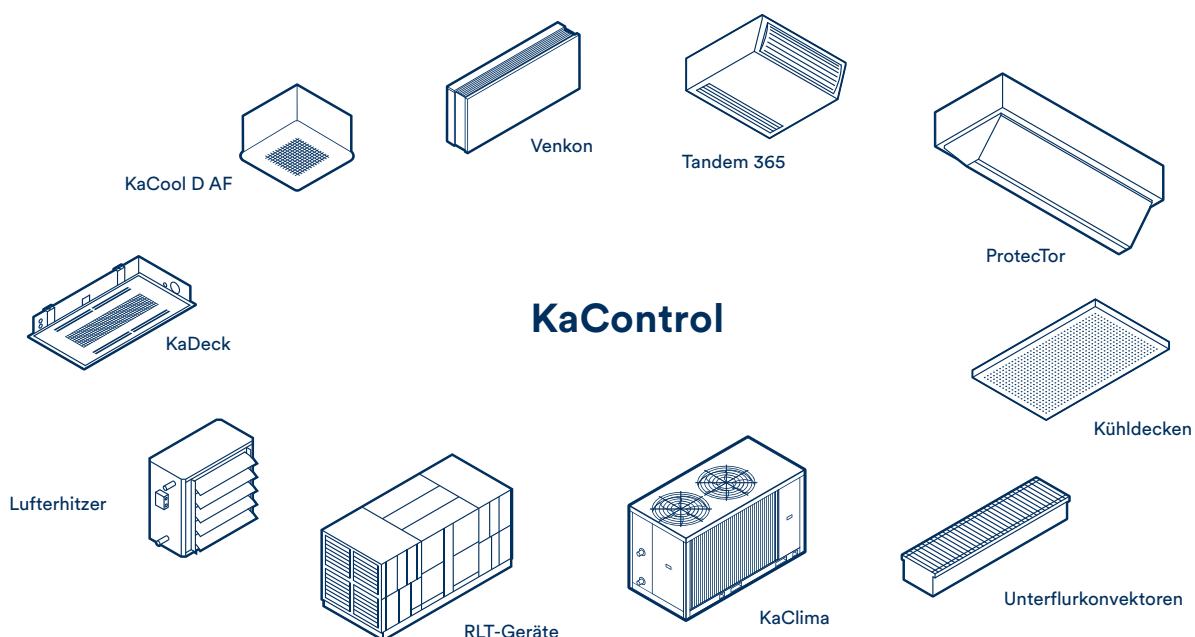 Venkon
Tandem 365
KaCool D AF
ProtecTor
KaControl
KaDeck
Kühldecken
Lufterhitzer
Unterflurkonvektoren
KaClima
RLT-Geräte